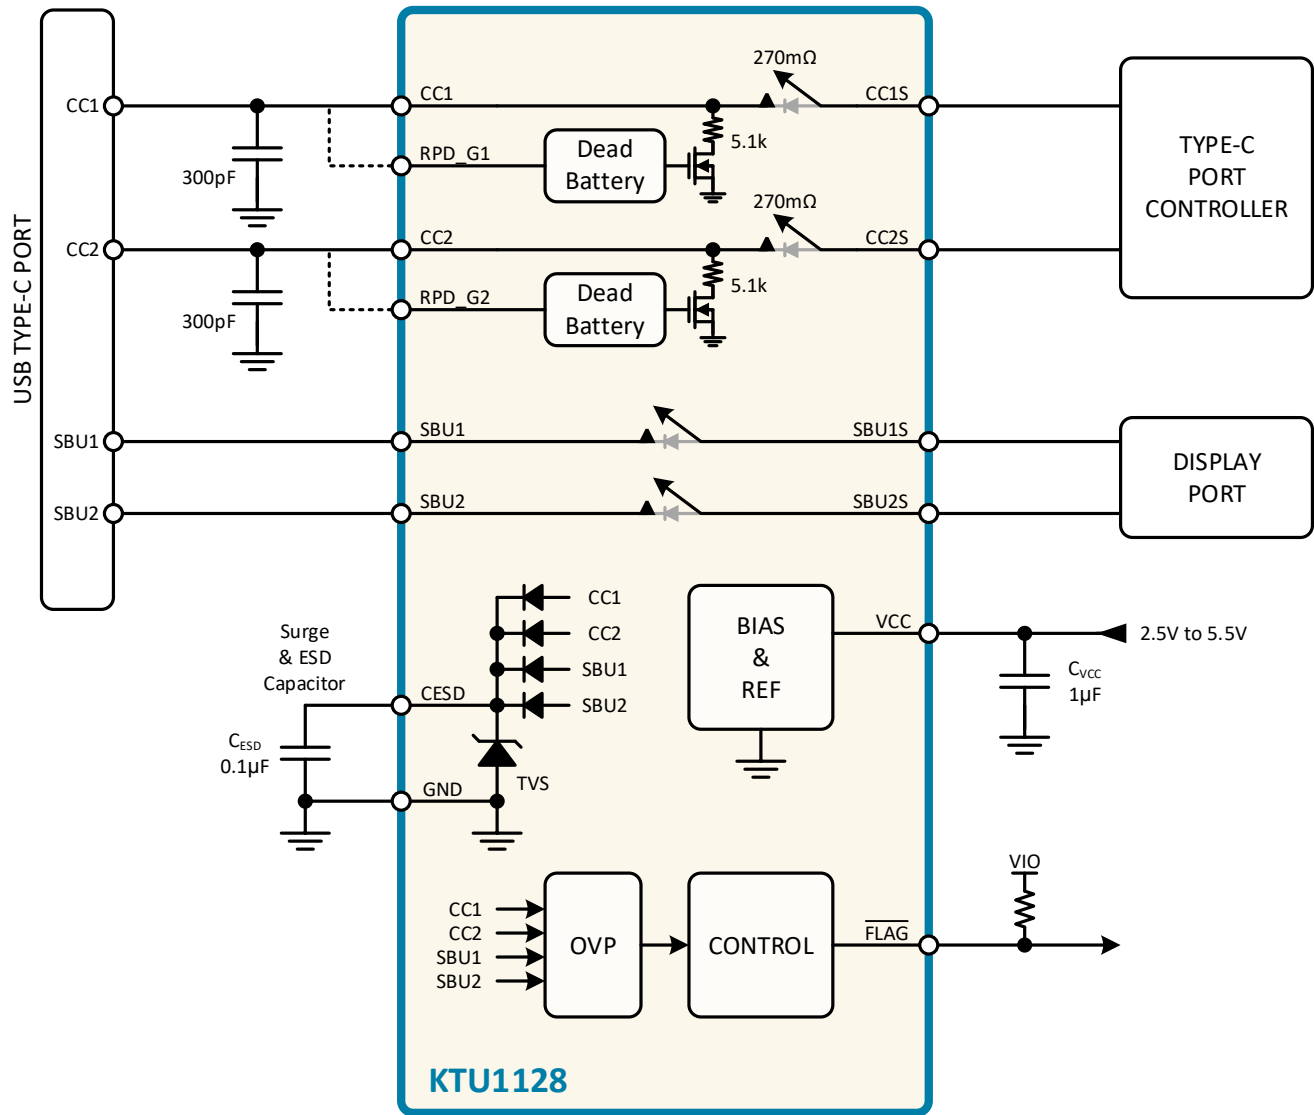 USB TYPE-C PORT
270mΩ
CC1
CC1
CC1S
5.1k
RPD_G1
Dead
Battery
300pF
TYPE-C
PORT
CONTROLLER
270mΩ
CC2
CC2
CC2S
5.1k
RPD_G2
Dead
Battery
300pF
SBU1
SBU1
SBU1S
SBU2
SBU2
SBU2S
DISPLAY
PORT
CC1
CC2
SBU1
SBU2
Surge
& ESD
Capacitor
CESD
CESD
0.1µF
GND
TVS
BIAS
&
REF
VCC
2.5V to 5.5V
CVCC
1µF
CC1
CC2
SBU1
SBU2
OVP
CONTROL
FLAG
VIO
KTU1128